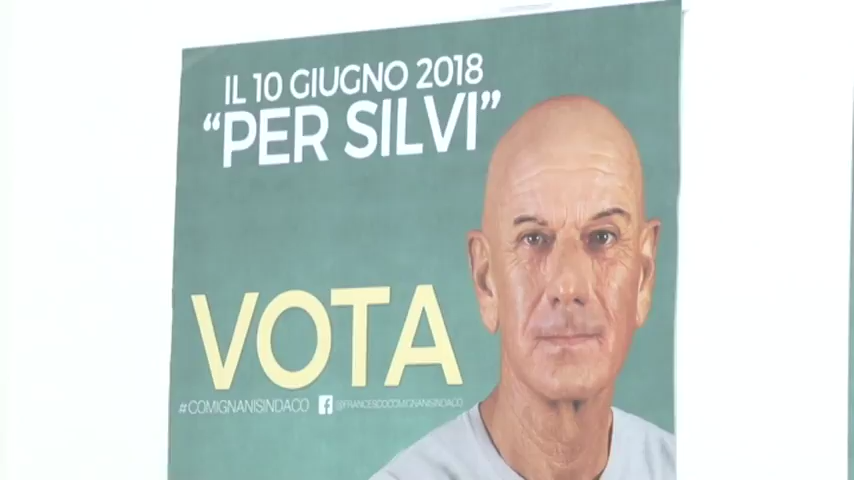 IL 10 GIUGNO 2018
“PER SILVI”
VOTA
#COMIGNANISINDACO @FRANCESCOCOMIGNANISINDACO